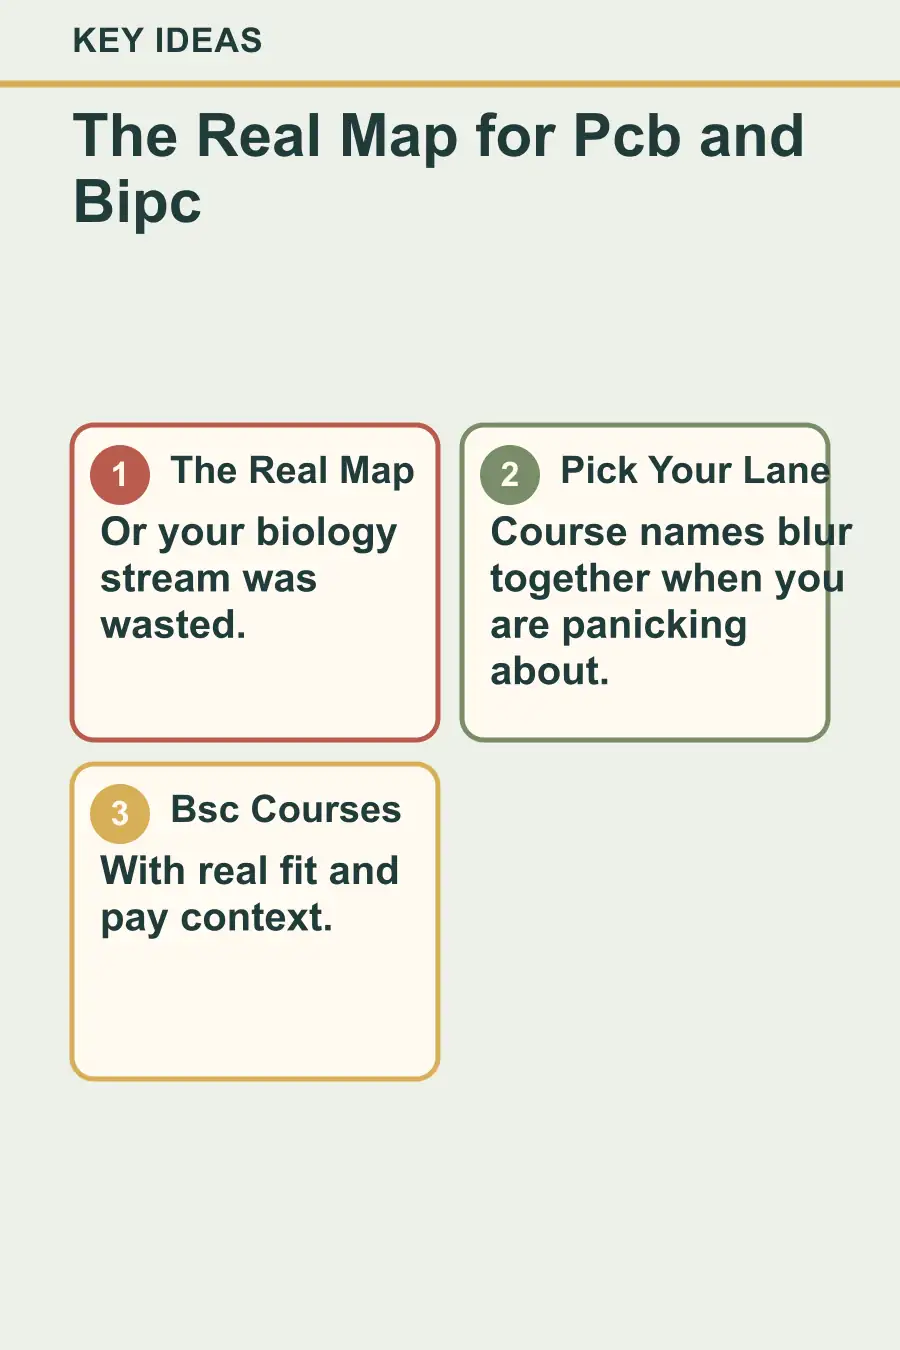 KEY IDEAS
The Real Map for Pcb and
Bipc
1 The Real Map
Or your biology
stream was
wasted.
2 Pick Your Lane
Course names blur
together when you
are panicking
about.
3 Bsc Courses
With real fit and
pay context.